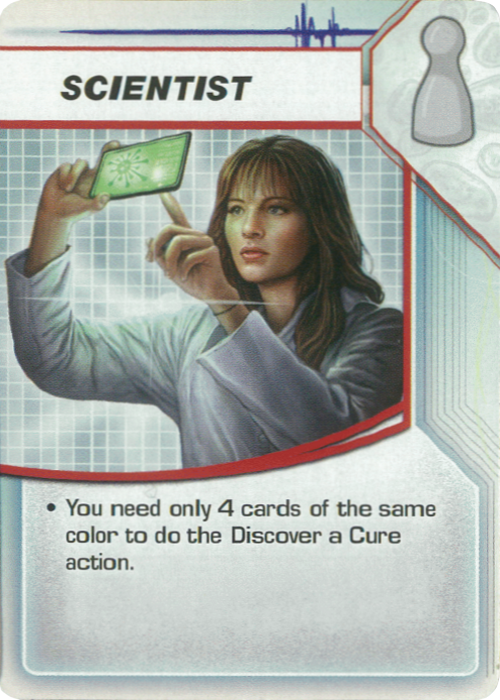 SCIENTIST
• You need only 4 cards of the same
color to do the Discover a Cure
action.